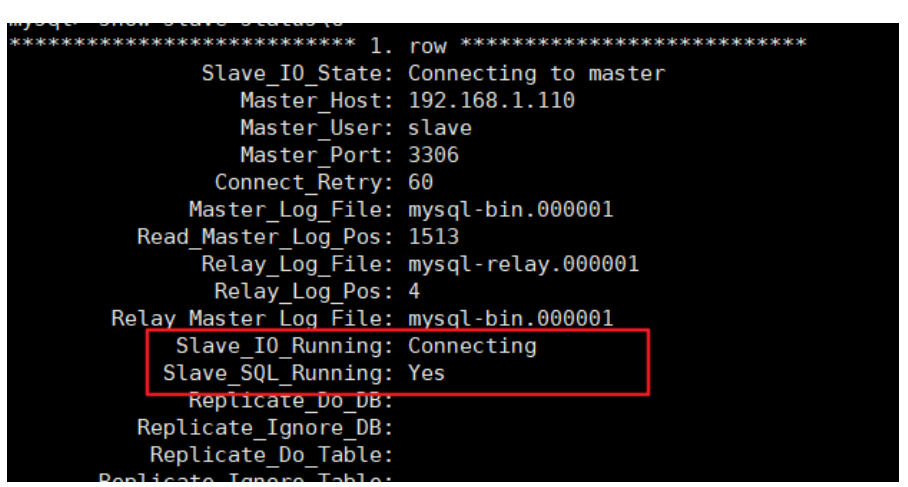 *************************** 1. row ***************************
Slave_IO_State: Connecting to master
Master_Host: 192.168.1.110
Master_User: slave
Master_Port: 3306
Connect_Retry: 60
Master_Log_File: mysql-bin.000001
Read_Master_Log_Pos: 1513
Relay_Log_File: mysql-relay.000001
Relay_Log_Pos: 4
Relay_Master_Log_File: mysql-bin.000001
Slave_IO_Running: Connecting
Slave_SQL_Running: Yes
Replicate_Do_DB:
Replicate_Ignore_DB:
Replicate_Do_Table:
Replicate_Ignore_Table: